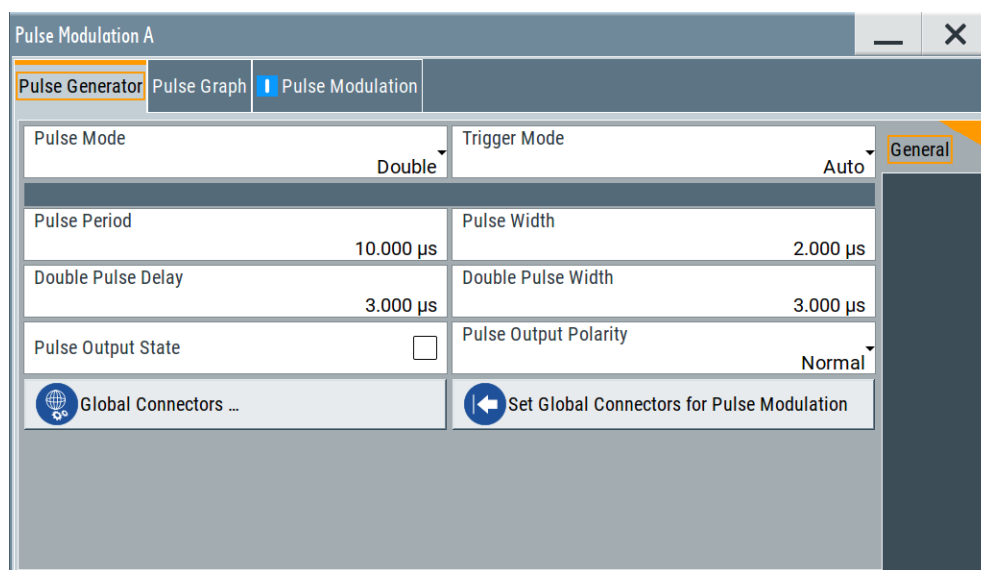 Pulse Modulation A
Pulse Generator Pulse Graph Pulse Modulation
Pulse Mode
Double
Trigger Mode
Auto
General
Pulse Period
10.000 µs
Pulse Width
2.000 µs
Double Pulse Delay
3.000 µs
Double Pulse Width
3.000 µs
Pulse Output State
Pulse Output Polarity
Normal
Global Connectors ...
Set Global Connectors for Pulse Modulation